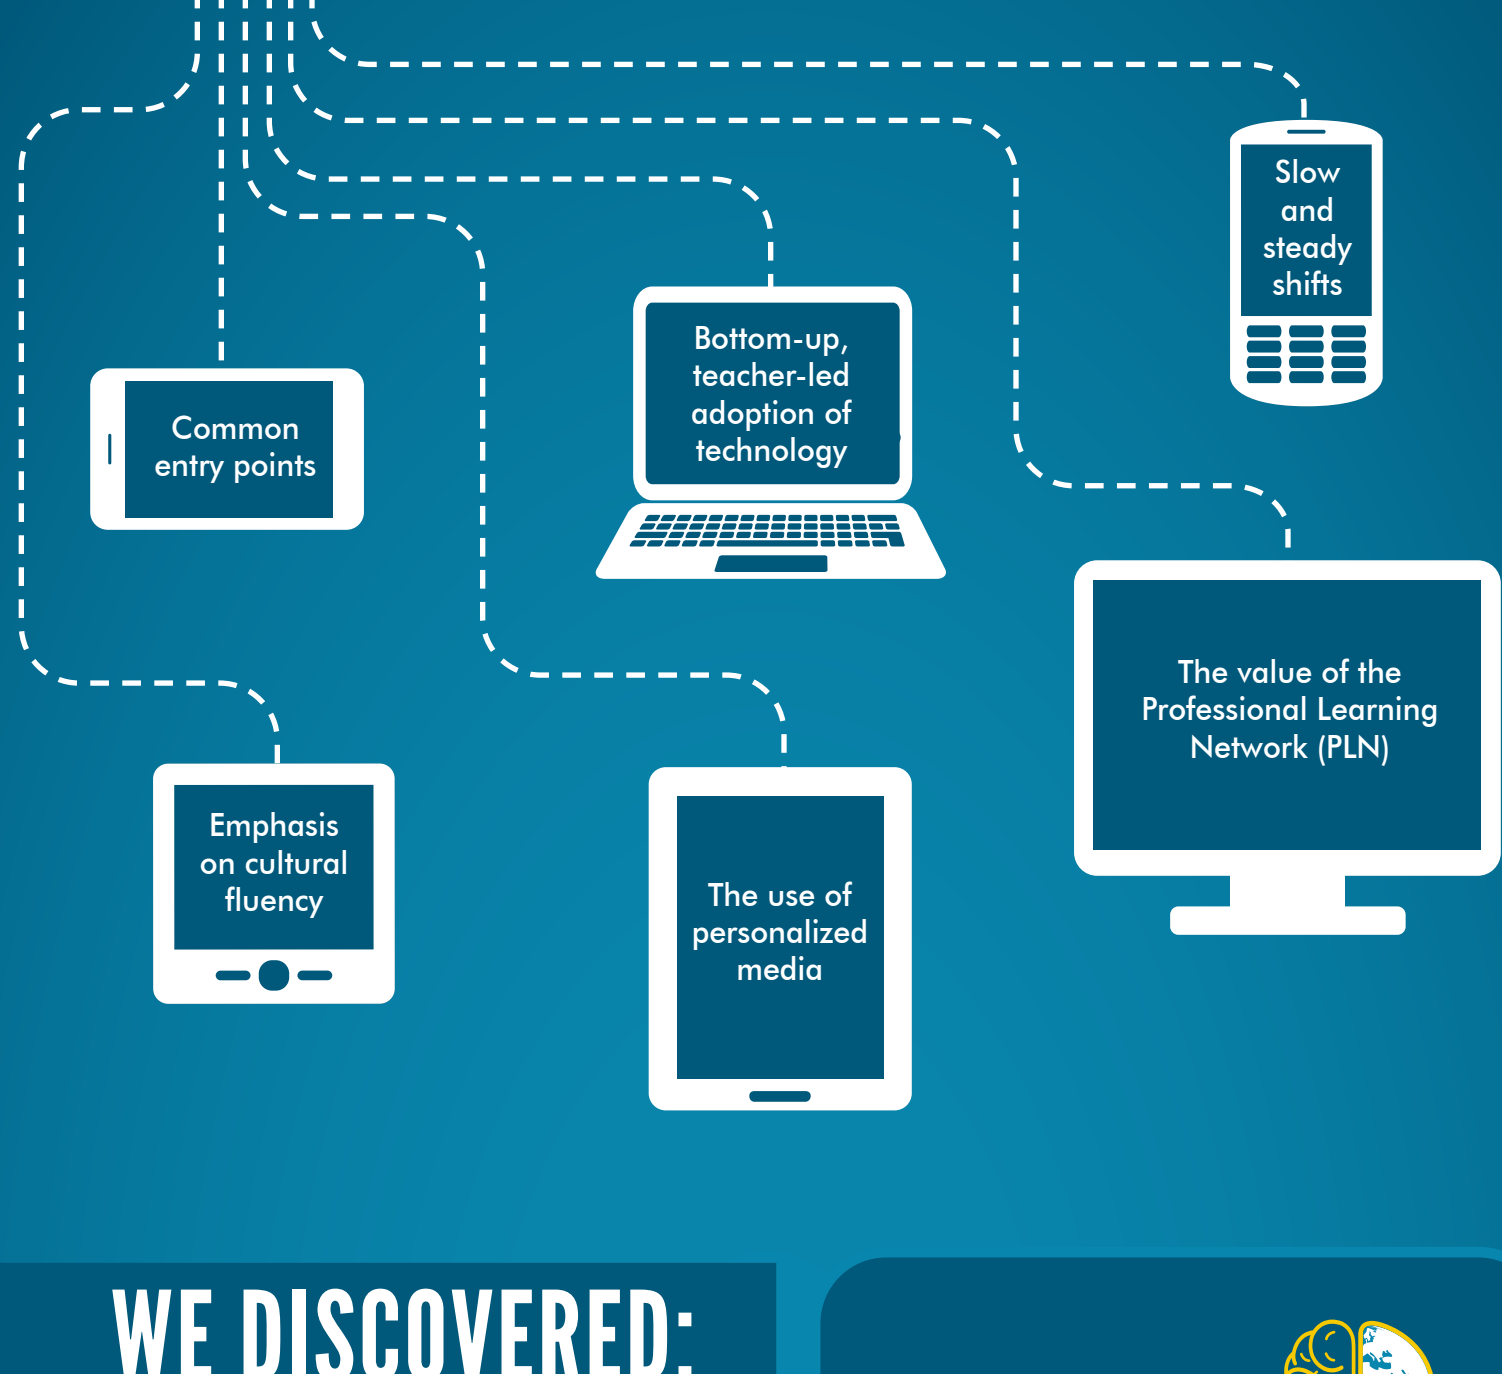 Slow
and
steady
shifts
Bottom-up,
teacher-led
adoption of
technology
Common
entry points
The value of the
Professional Learning
Network (PLN)
Emphasis
on cultural
fluency
The use of
personalized
media
WE DISCOVERED: